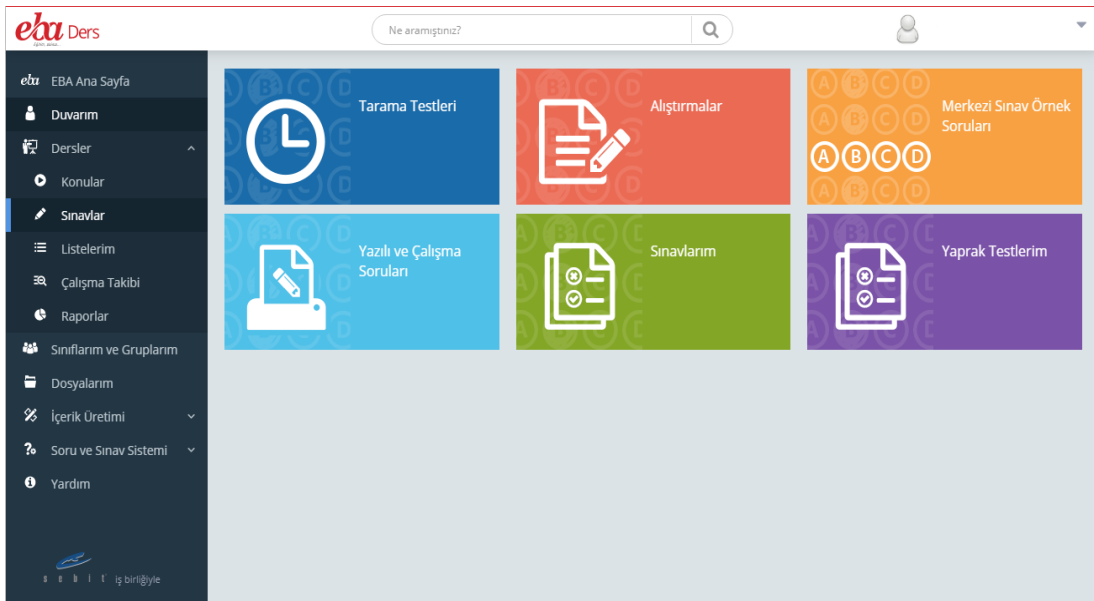 eba Ders
Ne aramıştınız?
eba EBA Ana Sayfa
Duvarım
Dersler
Konular
Sınavlar
Listelerim
Çalışma Takibi
Raporlar
Sınıflarım ve Gruplarım
Dosyalarım
İçerik Üretimi
Soru ve Sınav Sistemi
Yardım
sebit iş birliğiyle
Tarama Testleri
Alıştırmalar
Merkezi Sınav Örnek
Soruları
A B C D
Yazılı ve Çalışma
Soruları
Sınavlarım
Yaprak Testlerim